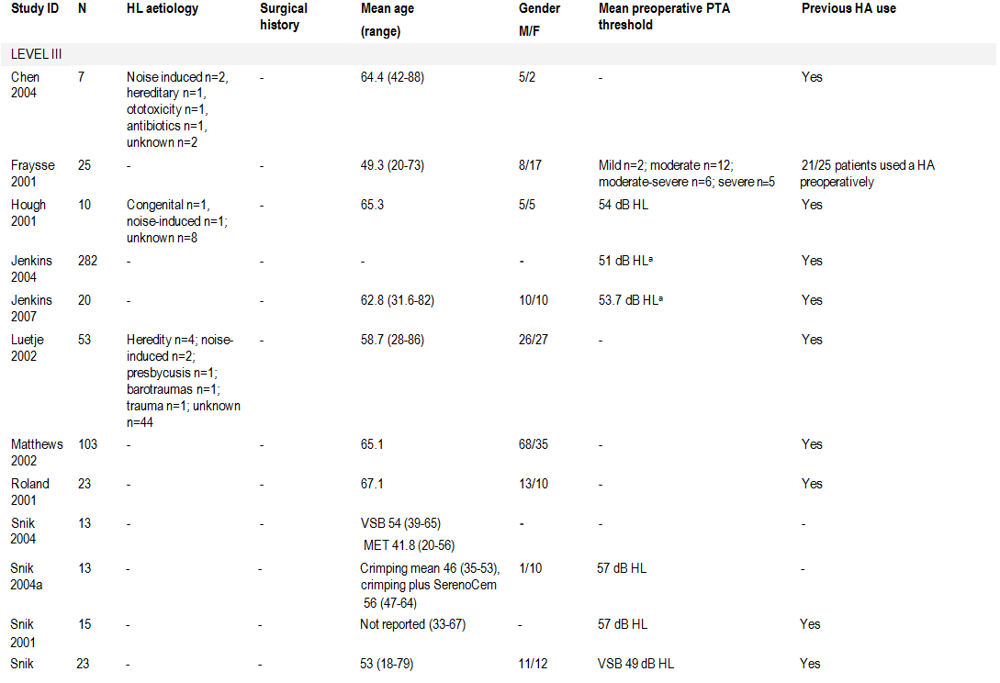 Study ID N HL aetiology Surgical history Mean age (range) Gender M/F Mean preoperative PTA threshold Previous HA use
LEVEL III
Chen 2004 7 Noise induced n=2, hereditary n=1, ototoxicity n=1, antibiotics n=1, unknown n=2 - 64.4 (42-88) 5/2 - Yes
Fraysse 2001 25 - - 49.3 (20-73) 8/17 Mild n=2; moderate n=12; moderate-severe n=6; severe n=5 21/25 patients used a HA preoperatively
Hough 2001 10 Congenital n=1, noise-induced n=1; unknown n=8 - 65.3 5/5 54 dB HL Yes
Jenkins 2004 282 - - - - 51 dB HLª Yes
Jenkins 2007 20 - - 62.8 (31.6-82) 10/10 53.7 dB HLª Yes
Luetje 2002 53 Heredity n=4; noise-induced n=2; presbycusis n=1; barotraumas n=1; trauma n=1; unknown n=44 - 58.7 (28-86) 26/27 - Yes
Matthews 2002 103 - - 65.1 68/35 - Yes
Roland 2001 23 - - 67.1 13/10 - Yes
Snik 2004 13 - - VSB 54 (39-65) MET 41.8 (20-56) - - -
Snik 2004a 13 - - Crimping mean 46 (35-53), crimping plus SerenoCem 56 (47-64) 1/10 57 dB HL -
Snik 2001 15 - - Not reported (33-67) - 57 dB HL Yes
Snik 23 - - 53 (18-79) 11/12 VSB 49 dB HL Yes